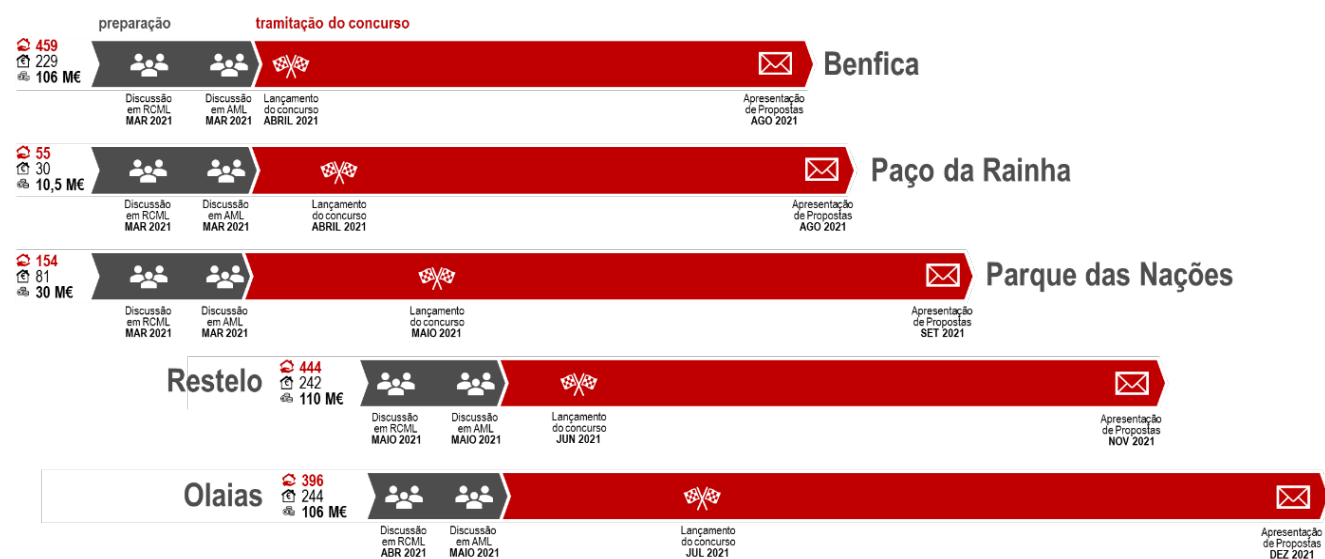 preparação
tramitação do concurso
459
229
106 M€
Benfica
Discussão
em RCML
MAR 2021
Discussão
em AML
MAR 2021
Lançamento
do concurso
ABRIL 2021
Apresentação
de Propostas
AGO 2021
55
30
10,5 M€
Paço da Rainha
Discussão
em RCML
MAR 2021
Discussão
em AML
MAR 2021
Lançamento
do concurso
ABRIL 2021
Apresentação
de Propostas
AGO 2021
154
81
30 M€
Parque das Nações
Discussão
em RCML
MAR 2021
Discussão
em AML
MAR 2021
Lançamento
do concurso
MAIO 2021
Apresentação
de Propostas
SET 2021
Restelo
444
242
110 M€
Discussão
em RCML
MAIO 2021
Discussão
em AML
MAIO 2021
Lançamento
do concurso
JUN 2021
Apresentação
de Propostas
NOV 2021
Olaias
396
244
106 M€
Discussão
em RCML
ABR 2021
Discussão
em AML
MAIO 2021
Lançamento
do concurso
JUL 2021
Apresentação
de Propostas
DEZ 2021